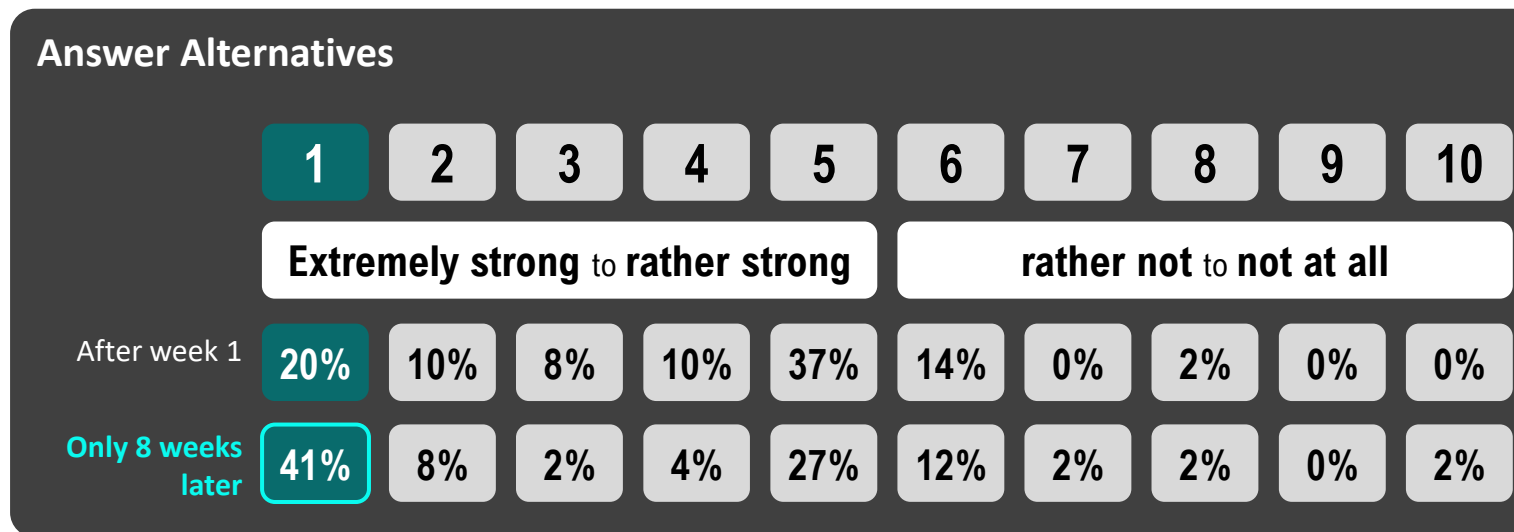 Answer Alternatives
1 2 3 4 5 6 7 8 9 10
Extremely strong to rather strong rather not to not at all
After week 1 20% 10% 8% 10% 37% 14% 0% 2% 0% 0%
Only 8 weeks
later 41% 8% 2% 4% 27% 12% 2% 2% 0% 2%